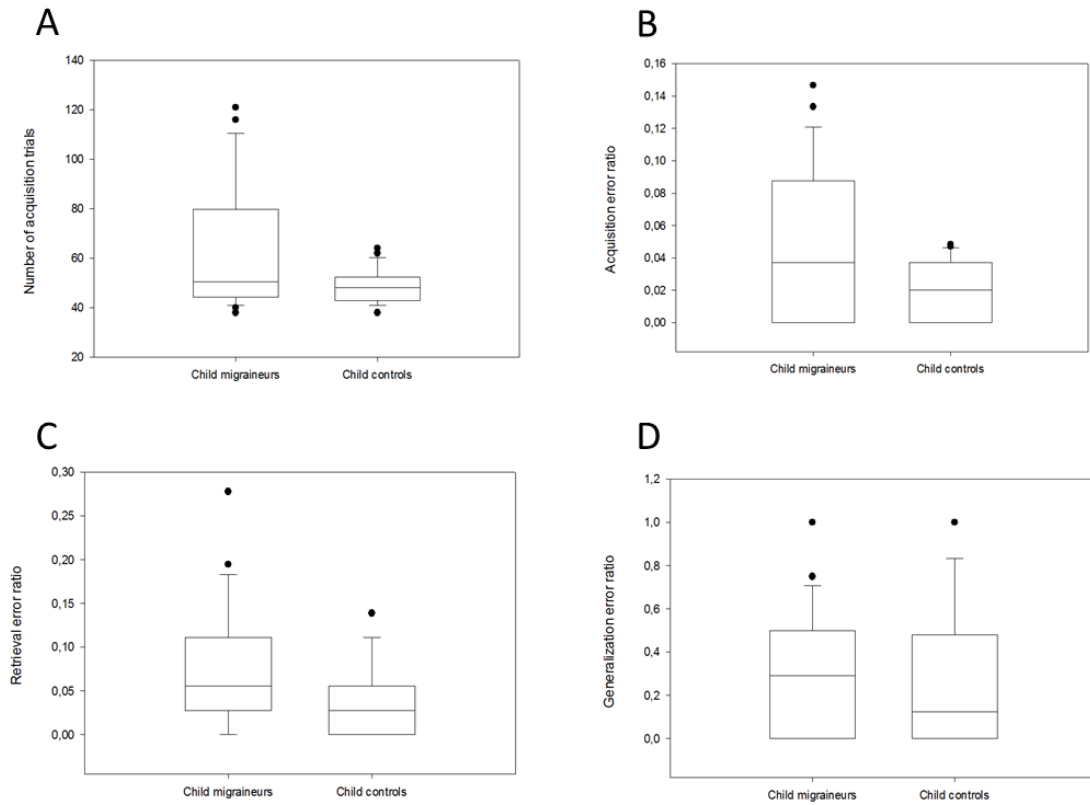 A
Number of acquisition trials
140
120
100
80
60
40
20
Child migraineurs
Child controls
B
Acquisition error ratio
0,16
0,14
0,12
0,10
0,08
0,06
0,04
0,02
0,00
Child migraineurs
Child controls
C
Retrieval error ratio
0,30
0,25
0,20
0,15
0,10
0,05
0,00
Child migraineurs
Child controls
D
Generalization error ratio
1,2
1,0
0,8
0,6
0,4
0,2
0,0
Child migraineurs
Child controls